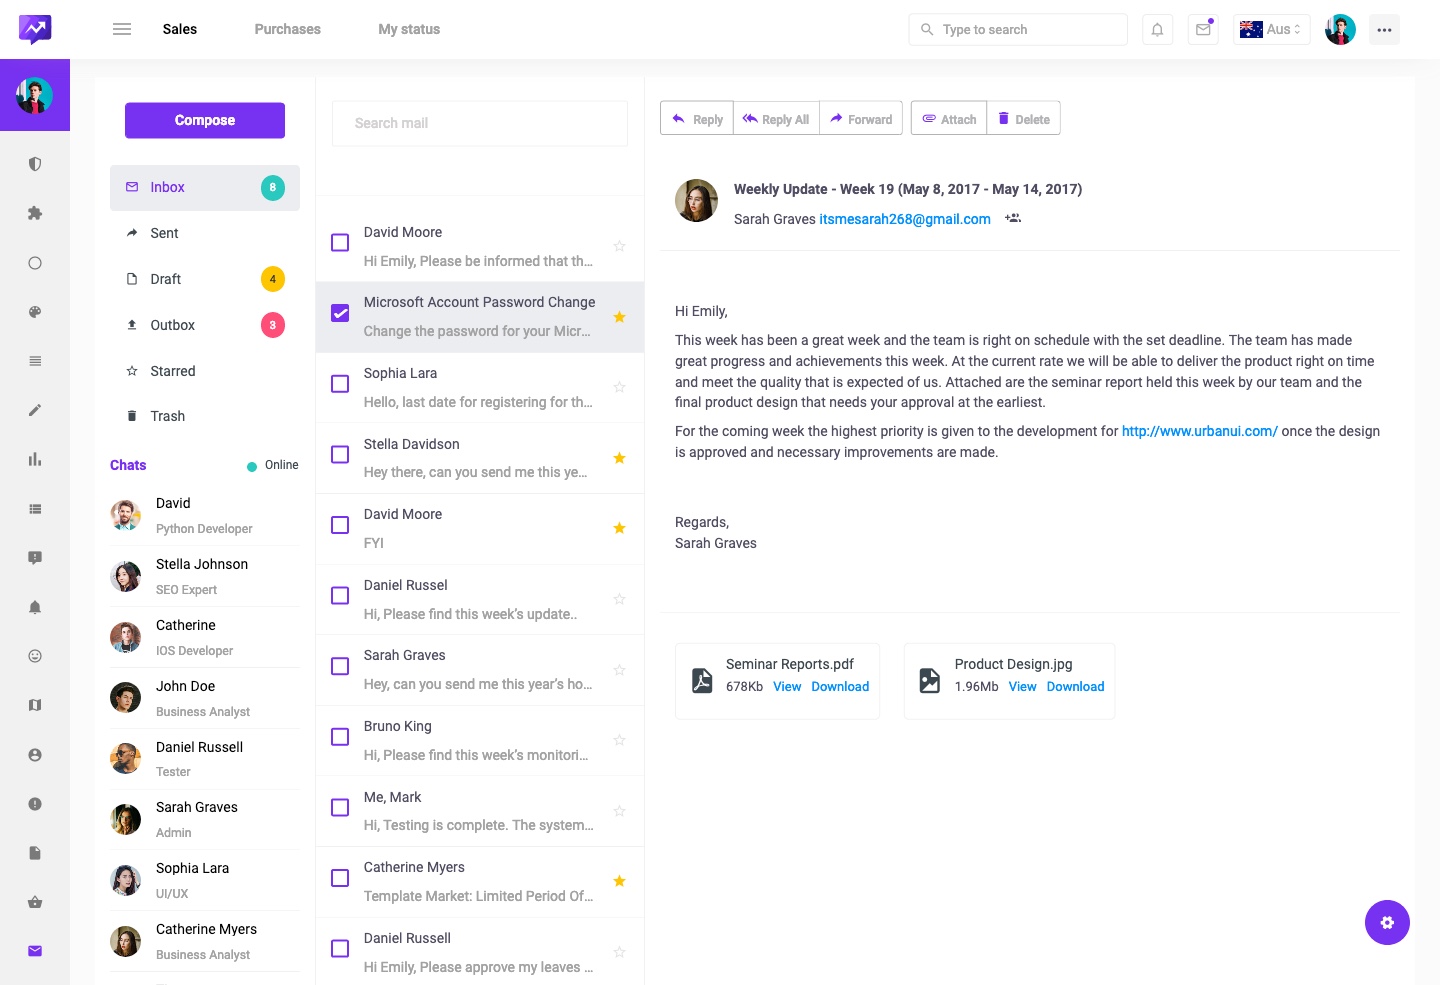 Sales
Purchases
My status
Type to search
Aus
Compose
Inbox
8
Sent
Draft
4
Outbox
3
Starred
Trash
Chats
Online
David
Python Developer
Stella Johnson
SEO Expert
Catherine
IOS Developer
John Doe
Business Analyst
Daniel Russell
Tester
Sarah Graves
Admin
Sophia Lara
UI/UX
Catherine Myers
Business Analyst
Search mail
David Moore
Hi Emily, Please be informed that th...
Microsoft Account Password Change
Change the password for your Micr...
Sophia Lara
Hello, last date for registering for th...
Stella Davidson
Hey there, can you send me this ye...
David Moore
FYI
Daniel Russel
Hi, Please find this week's update..
Sarah Graves
Hey, can you send me this year's ho...
Bruno King
Hi, Please find this week's monitori...
Me, Mark
Hi, Testing is complete. The system...
Catherine Myers
Template Market: Limited Period Of...
Daniel Russell
Hi Emily, Please approve my leaves ...
Reply
Reply All
Forward
Attach
Delete
Weekly Update - Week 19 (May 8, 2017 - May 14, 2017)
Sarah Graves itsmesarah268@gmail.com
Hi Emily,
This week has been a great week and the team is right on schedule with the set deadline. The team has made
great progress and achievements this week. At the current rate we will be able to deliver the product right on time
and meet the quality that is expected of us. Attached are the seminar report held this week by our team and the
final product design that needs your approval at the earliest.
For the coming week the highest priority is given to the development for http://www.urbanui.com/ once the design
is approved and necessary improvements are made.
Regards,
Sarah Graves
Seminar Reports.pdf
678Kb View Download
Product Design.jpg
1.96Mb View Download